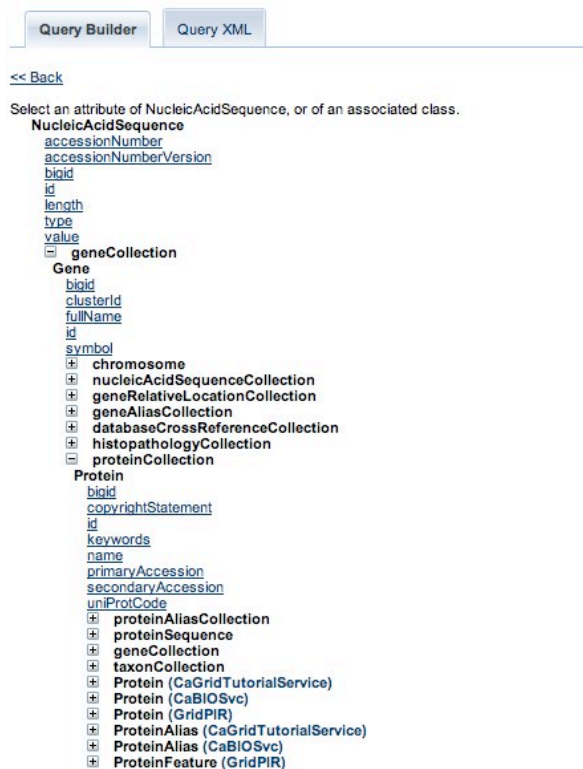 Query Builder
Query XML
<< Back
Select an attribute of NucleicAcidSequence, or of an associated class.
NucleicAcidSequence
accessionNumber
accessionNumberVersion
bigid
id
length
type
value
geneCollection
Gene
bigid
clusterId
fullName
id
symbol
chromosome
nucleicAcidSequenceCollection
geneRelativeLocationCollection
geneAliasCollection
databaseCrossReferenceCollection
histopathologyCollection
proteinCollection
Protein
bigid
copyrightStatement
id
keywords
name
primaryAccession
secondaryAccession
uniProtCode
proteinAliasCollection
proteinSequence
geneCollection
taxonCollection
Protein (CaGridTutorialService)
Protein (CaBIOSvc)
Protein (GridPIR)
ProteinAlias (CaGridTutorialService)
ProteinAlias (CaBIOSvc)
ProteinFeature (GridPIR)